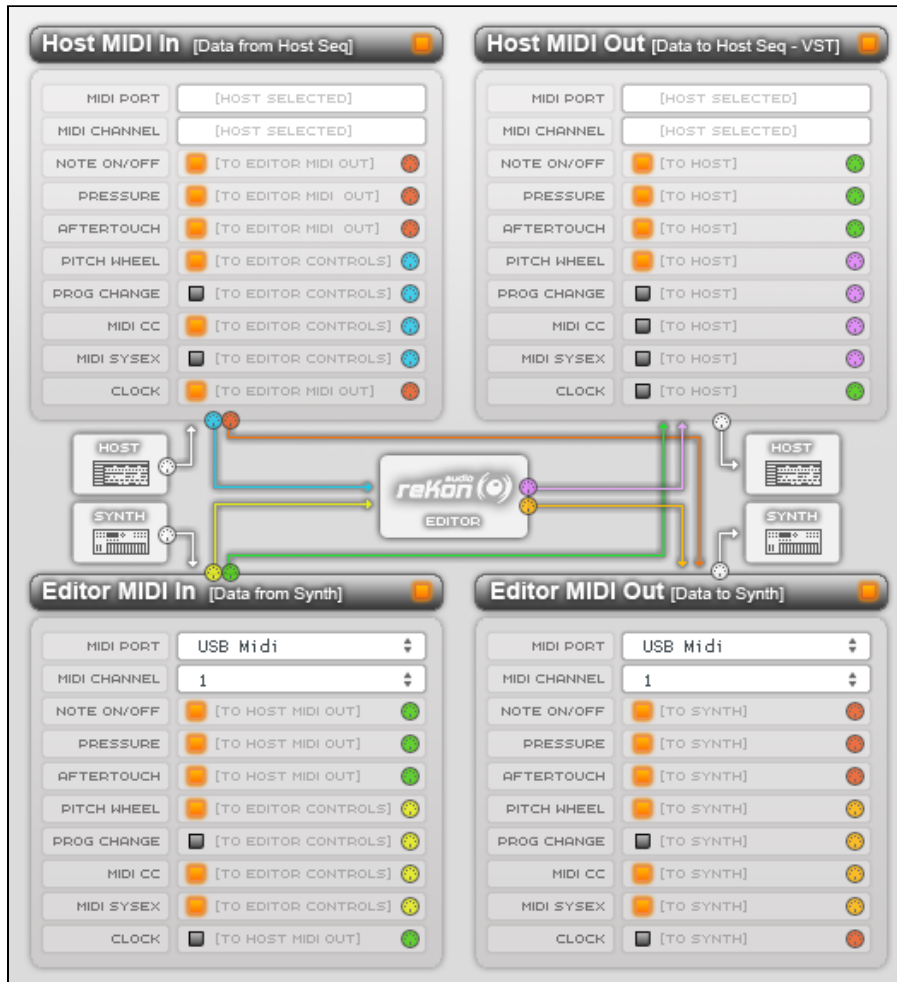 Host MIDI In [Data from Host Seq]
MIDI PORT [HOST SELECTED]
MIDI CHANNEL [HOST SELECTED]
NOTE ON/OFF [TO EDITOR MIDI OUT]
PRESSURE [TO EDITOR MIDI OUT]
AFTERTOUCH [TO EDITOR MIDI OUT]
PITCH WHEEL [TO EDITOR CONTROLS]
PROG CHANGE [TO EDITOR CONTROLS]
MIDI CC [TO EDITOR CONTROLS]
MIDI SYSEX [TO EDITOR CONTROLS]
CLOCK [TO EDITOR MIDI OUT]
Host MIDI Out [Data to Host Seq - VST]
MIDI PORT [HOST SELECTED]
MIDI CHANNEL [HOST SELECTED]
NOTE ON/OFF [TO HOST]
PRESSURE [TO HOST]
AFTERTOUCH [TO HOST]
PITCH WHEEL [TO HOST]
PROG CHANGE [TO HOST]
MIDI CC [TO HOST]
MIDI SYSEX [TO HOST]
CLOCK [TO HOST]
HOST
SYNTH
audio
reKon
EDITOR
HOST
SYNTH
Editor MIDI In [Data from Synth]
MIDI PORT USB Midi
MIDI CHANNEL 1
NOTE ON/OFF [TO HOST MIDI OUT]
PRESSURE [TO HOST MIDI OUT]
AFTERTOUCH [TO HOST MIDI OUT]
PITCH WHEEL [TO EDITOR CONTROLS]
PROG CHANGE [TO EDITOR CONTROLS]
MIDI CC [TO EDITOR CONTROLS]
MIDI SYSEX [TO EDITOR CONTROLS]
CLOCK [TO HOST MIDI OUT]
Editor MIDI Out [Data to Synth]
MIDI PORT USB Midi
MIDI CHANNEL 1
NOTE ON/OFF [TO SYNTH]
PRESSURE [TO SYNTH]
AFTERTOUCH [TO SYNTH]
PITCH WHEEL [TO SYNTH]
PROG CHANGE [TO SYNTH]
MIDI CC [TO SYNTH]
MIDI SYSEX [TO SYNTH]
CLOCK [TO SYNTH]